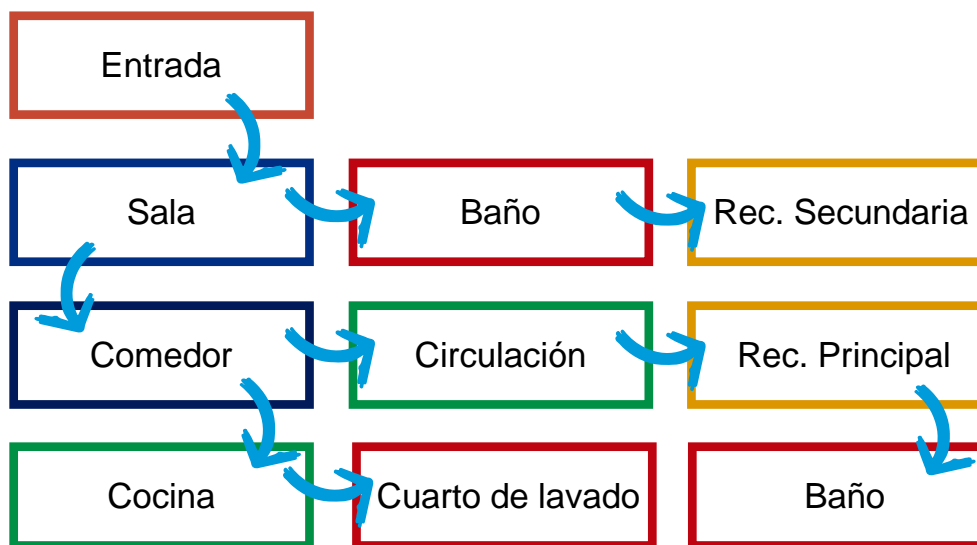 Entrada
Sala
Baño
Rec. Secundaria
Comedor
Circulación
Rec. Principal
Cocina
Cuarto de lavado
Baño